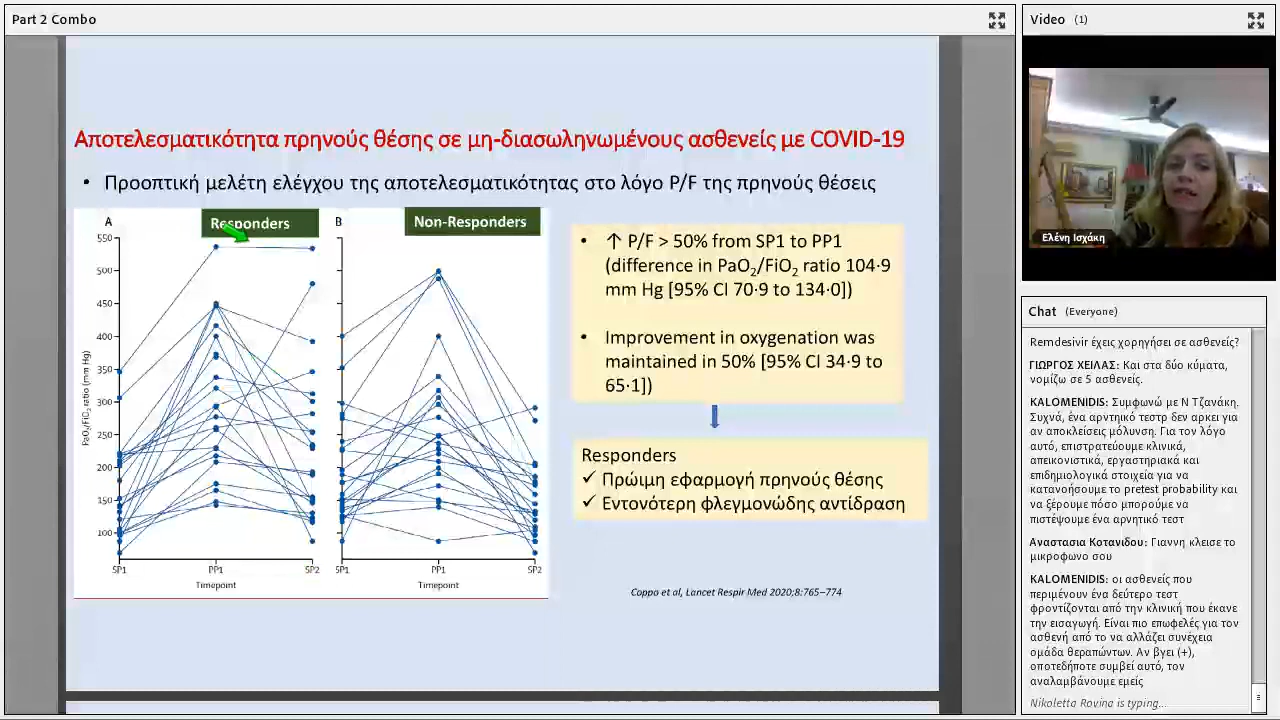 Part 2 Combo
Αποτελεσματικότητα πρηνούς θέσης σε μη-διασωληνωμένους ασθενείς με COVID-19
• Προοπτική μελέτη ελέγχου της αποτελεσματικότητας στο λόγο P/F της πρηνούς θέσεις
A
Responders
B
Non-Responders
550
500
450
400
350
300
250
200
150
100
PaO2/FiO2 ratio (mm Hg)
SP1
PP1
SP2
Timepoint
SP1
PP1
SP2
Timepoint
• ↑ P/F > 50% from SP1 to PP1
(difference in PaO2/FiO2 ratio 104·9
mm Hg [95% CI 70·9 to 134·0])
• Improvement in oxygenation was
maintained in 50% [95% CI 34·9 to
65·1])
Responders
✓ Πρώιμη εφαρμογή πρηνούς θέσης
✓ Εντονότερη φλεγμονώδης αντίδραση
Coppo et al, Lancet Respir Med 2020;8:765–774
Video (1)
Ελένη Ισχάκη
Chat (Everyone)
Remdesivir έχεις χορηγήσει σε ασθενείς?
ΓΙΩΡΓΟΣ ΧΕΙΛΑΣ: Και στα δύο κύματα,
νομίζω σε 5 ασθενείς.
KALOMENIDIS: Συμφωνώ με Ν Τζανάκη.
Συχνά, ένα αρντηικό τεστρ δεν αρκει για
αν αποκλείσεις μόλυνση. Για τον λόγο
αυτό, επιστρατεύουμε κλινικά,
απεικονιστικά, εργαστηριακά και
επιδημιολογικά στοιχεία για να
κατανοήσουμε το pretest probability και
να ξέρουμε πόσο μπορούμε να
πιστέψουμε ένα αρνητικό τεστ
Αναστασια Κοτανιδου: Γιαννη κλεισε το
μικροφωνο σου
KALOMENIDIS: οι ασθενείς που
περιμένουν ένα δεύτερο τεστ
φροντίζονται από την κλινική που έκανε
την εισαγωγή. Είναι πιο επωφελές για τον
ασθενή από το να αλλάζει συνέχεια
ομάδα θεραπώντων. Αν βγει (+),
οποτεδήποτε συμβεί αυτό, τον
αναλαμβάνουμε εμείς
Nikoletta Rovina is typing...